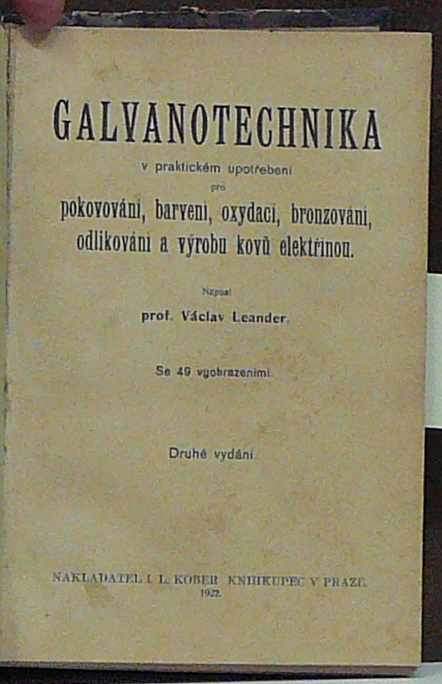 GALVANOTECHNIKA
v praktickém upotřebení
pro
pokovování, barvení, oxydaci, bronzování,
odlikování a výrobu kovů elektřinou.
Napsal
prof. Václav Leander.
Se 49 vyobrazeními.
Druhé vydání
NAKLADATEL I. L. KOBER KNIHKUPEC V PRAZE.
1922.